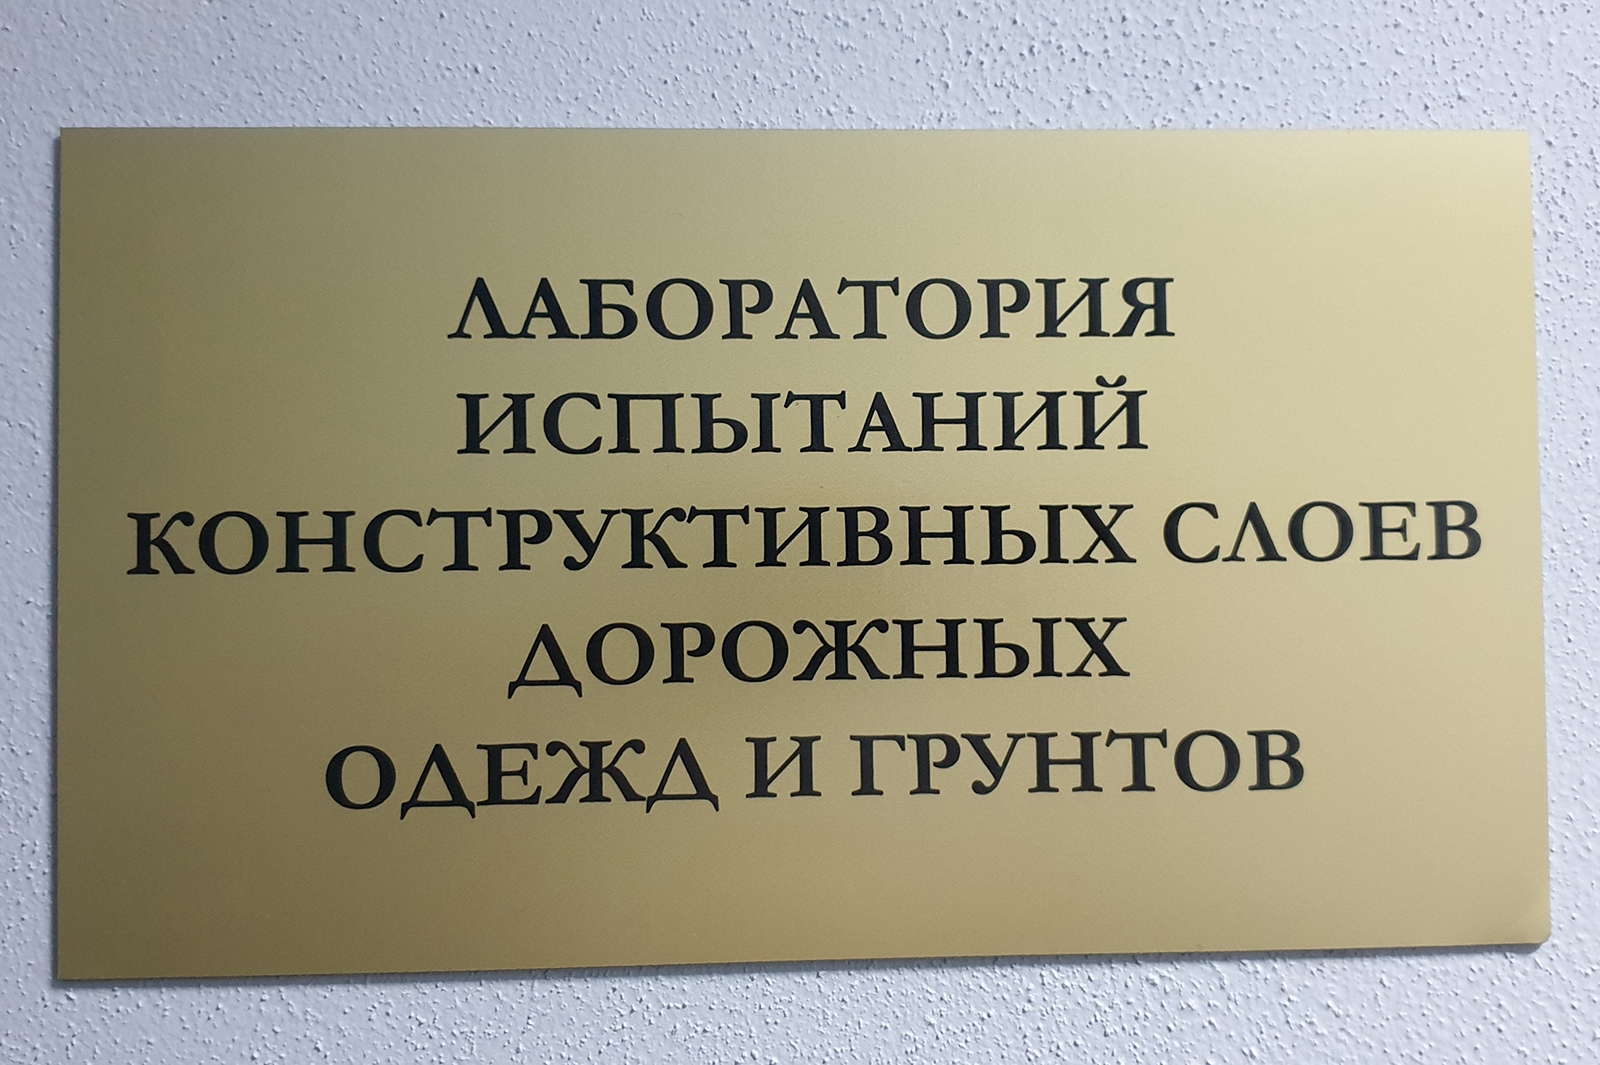 ЛАБОРАТОРИЯ
ИСПЫТАНИЙ
КОНСТРУКТИВНЫХ СЛОЕВ
ДОРОЖНЫХ
ОДЕЖД И ГРУНТОВ